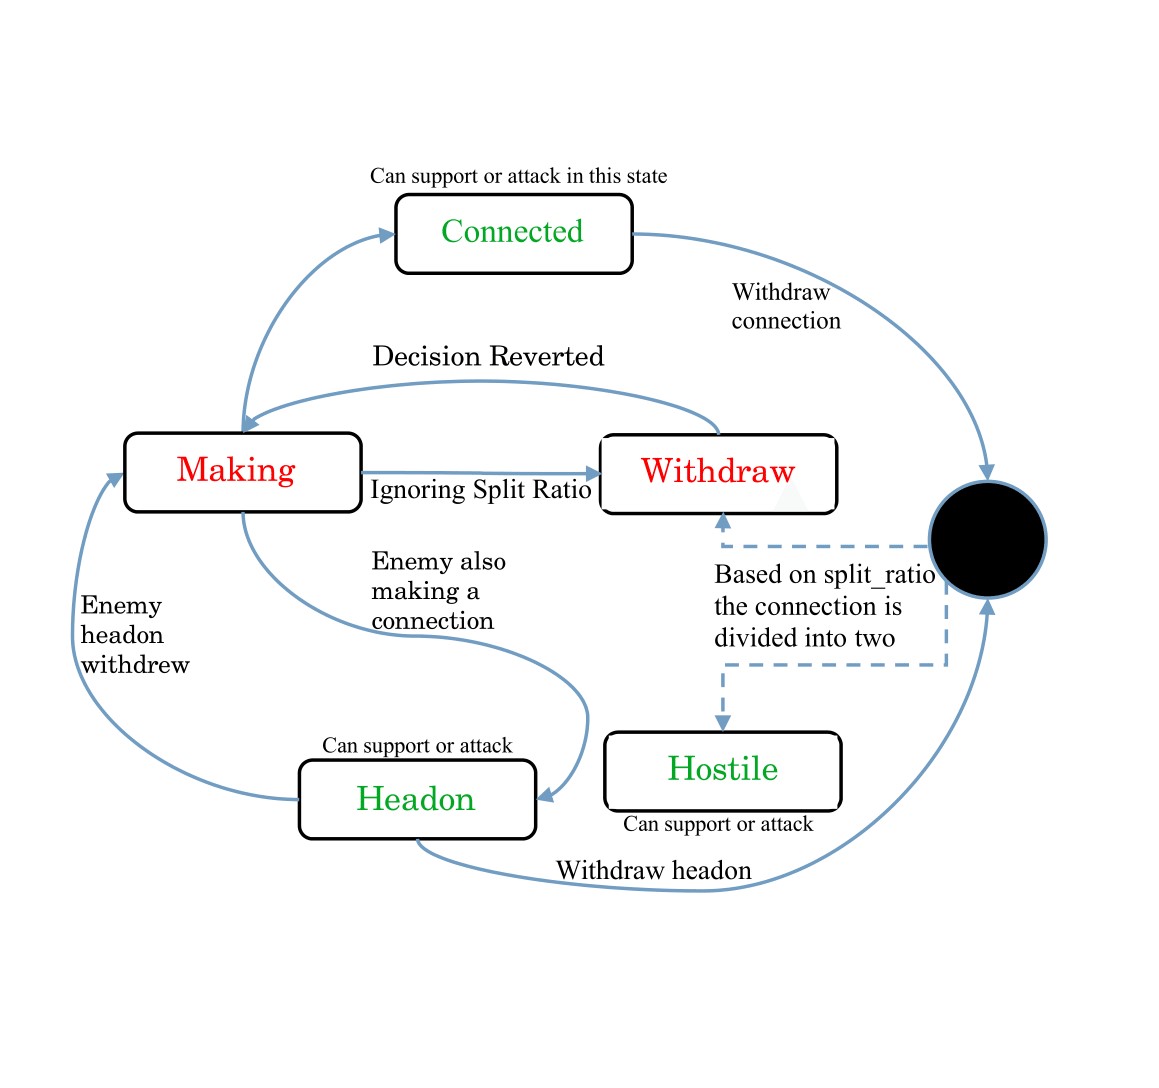 Can support or attack in this state
Connected
Withdraw
connection
Decision Reverted
Making
Withdraw
Ignoring Split Ratio
Enemy also
making a
connection
Based on split_ratio
the connection is
divided into two
Enemy
headon
withdrew
Can support or attack
Headon
Hostile
Can support or attack
Withdraw headon